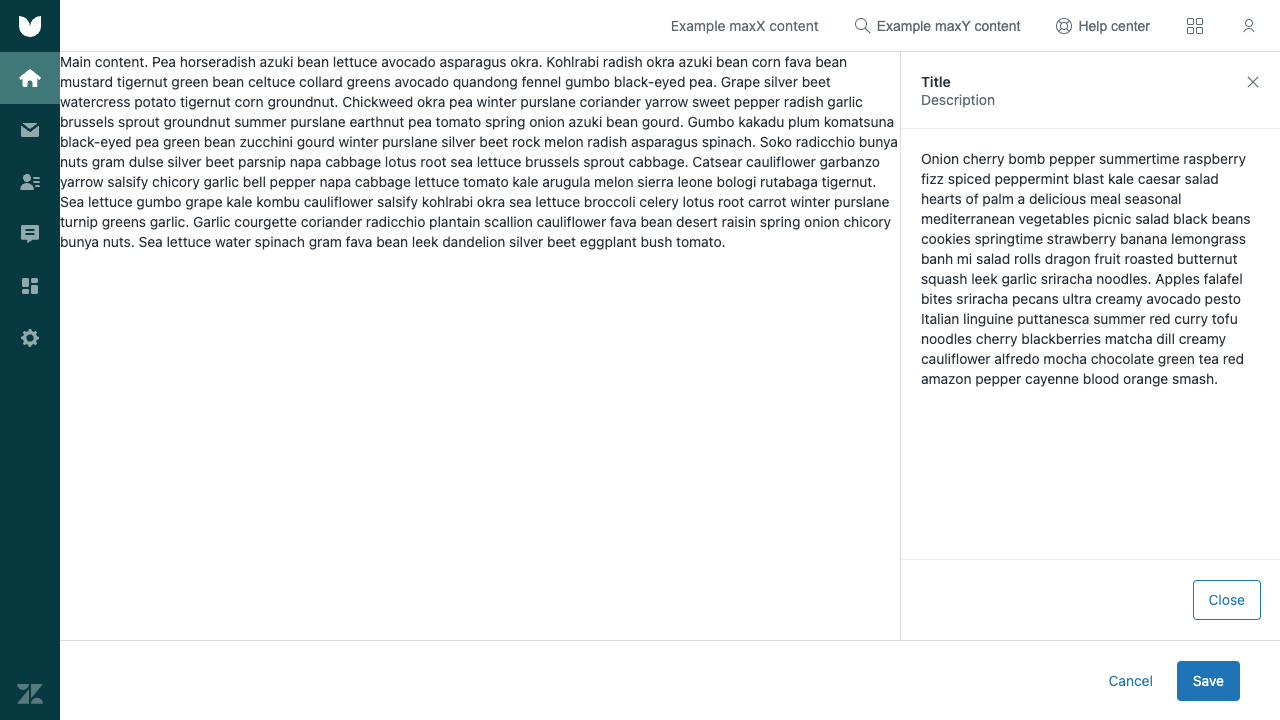 Example maxX content
Example maxY content
Help center
Main content. Pea horseradish azuki bean lettuce avocado asparagus okra. Kohlrabi radish okra azuki bean corn fava bean
mustard tigernut green bean celtuce collard greens avocado quandong fennel gumbo black-eyed pea. Grape silver beet
watercress potato tigernut corn groundnut. Chickweed okra pea winter purslane coriander yarrow sweet pepper radish garlic
brussels sprout groundnut summer purslane earthnut pea tomato spring onion azuki bean gourd. Gumbo kakadu plum komatsuna
black-eyed pea green bean zucchini gourd winter purslane silver beet rock melon radish asparagus spinach. Soko radicchio bunya
nuts gram dulse silver beet parsnip napa cabbage lotus root sea lettuce brussels sprout cabbage. Catsear cauliflower garbanzo
yarrow salsify chicory garlic bell pepper napa cabbage lettuce tomato kale arugula melon sierra leone bologi rutabaga tigernut.
Sea lettuce gumbo grape kale kombu cauliflower salsify kohlrabi okra sea lettuce broccoli celery lotus root carrot winter purslane
turnip greens garlic. Garlic courgette coriander radicchio plantain scallion cauliflower fava bean desert raisin spring onion chicory
bunya nuts. Sea lettuce water spinach gram fava bean leek dandelion silver beet eggplant bush tomato.
Title
Description
Onion cherry bomb pepper summertime raspberry
fizz spiced peppermint blast kale caesar salad
hearts of palm a delicious meal seasonal
mediterranean vegetables picnic salad black beans
cookies springtime strawberry banana lemongrass
banh mi salad rolls dragon fruit roasted butternut
squash leek garlic sriracha noodles. Apples falafel
bites sriracha pecans ultra creamy avocado pesto
Italian linguine puttanesca summer red curry tofu
noodles cherry blackberries matcha dill creamy
cauliflower alfredo mocha chocolate green tea red
amazon pepper cayenne blood orange smash.
Close
Cancel
Save